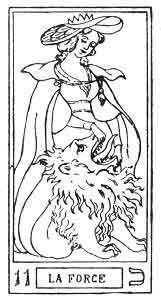 11 LA FORCE כ